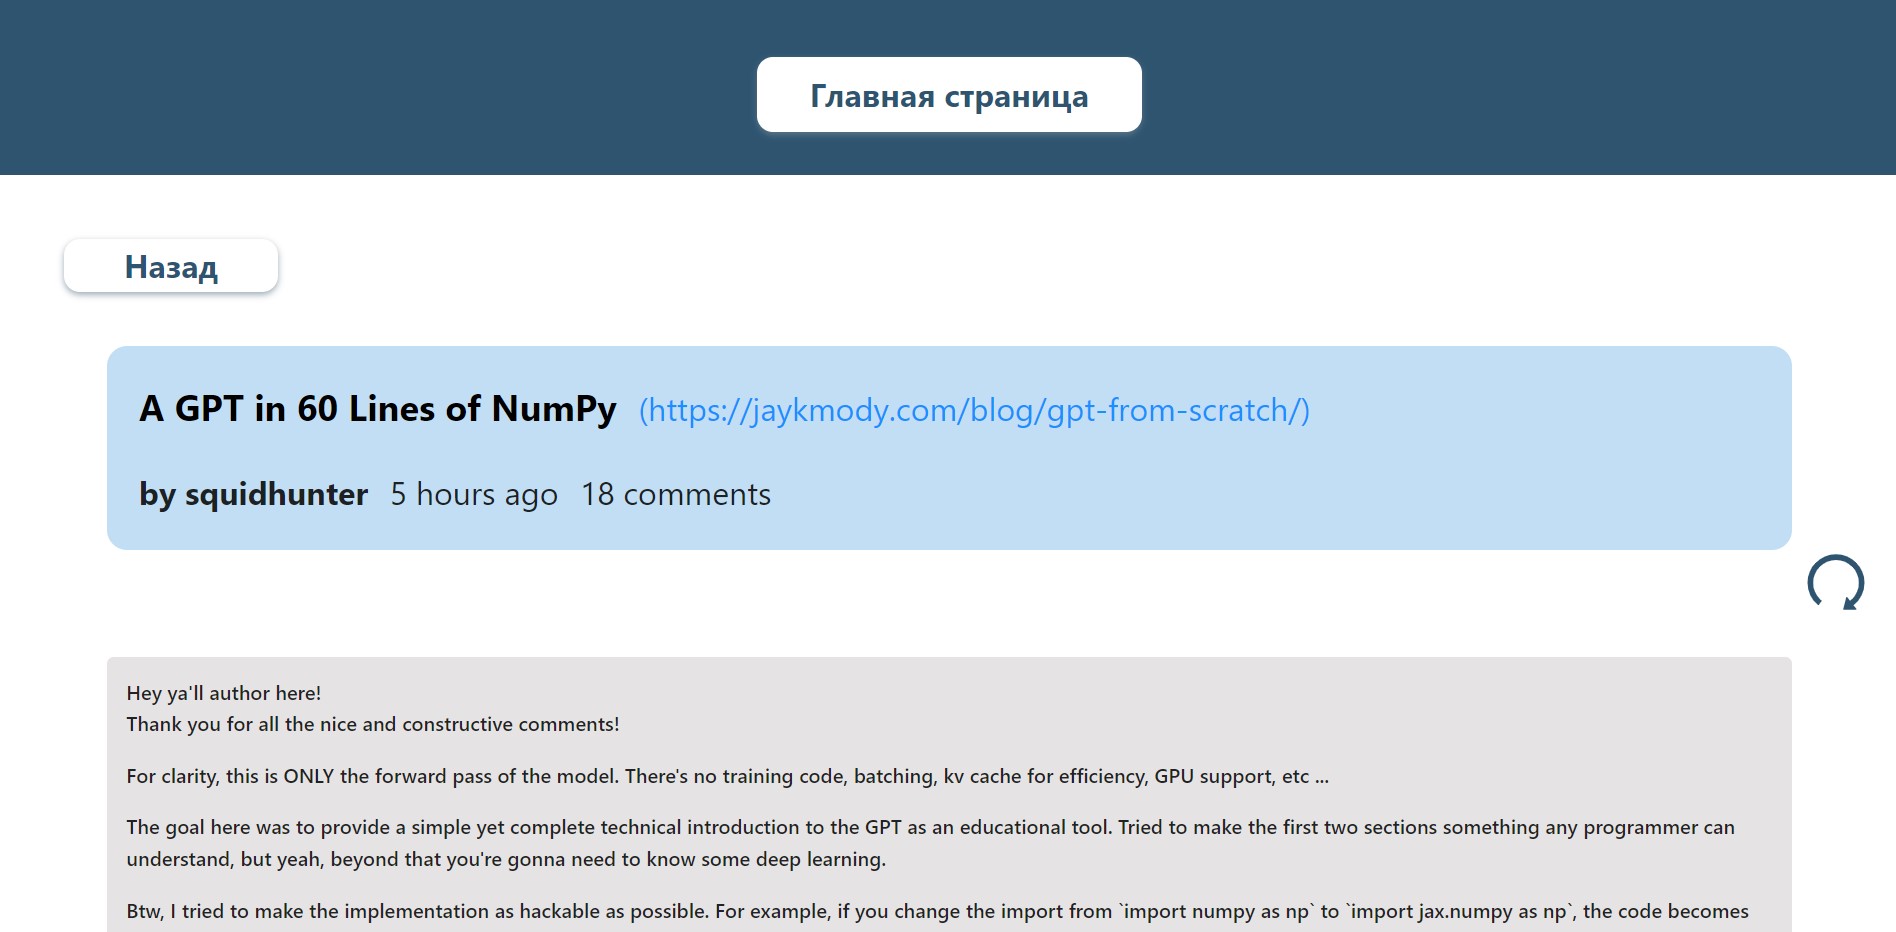 Главная страница
Назад
A GPT in 60 Lines of NumPy (https://jaykmody.com/blog/gpt-from-scratch/)
by squidhunter 5 hours ago 18 comments
Hey ya'll author here!
Thank you for all the nice and constructive comments!
For clarity, this is ONLY the forward pass of the model. There's no training code, batching, kv cache for efficiency, GPU support, etc ...
The goal here was to provide a simple yet complete technical introduction to the GPT as an educational tool. Tried to make the first two sections something any programmer can
understand, but yeah, beyond that you're gonna need to know some deep learning.
Btw, I tried to make the implementation as hackable as possible. For example, if you change the import from `import numpy as np` to `import jax.numpy as np`, the code becomes